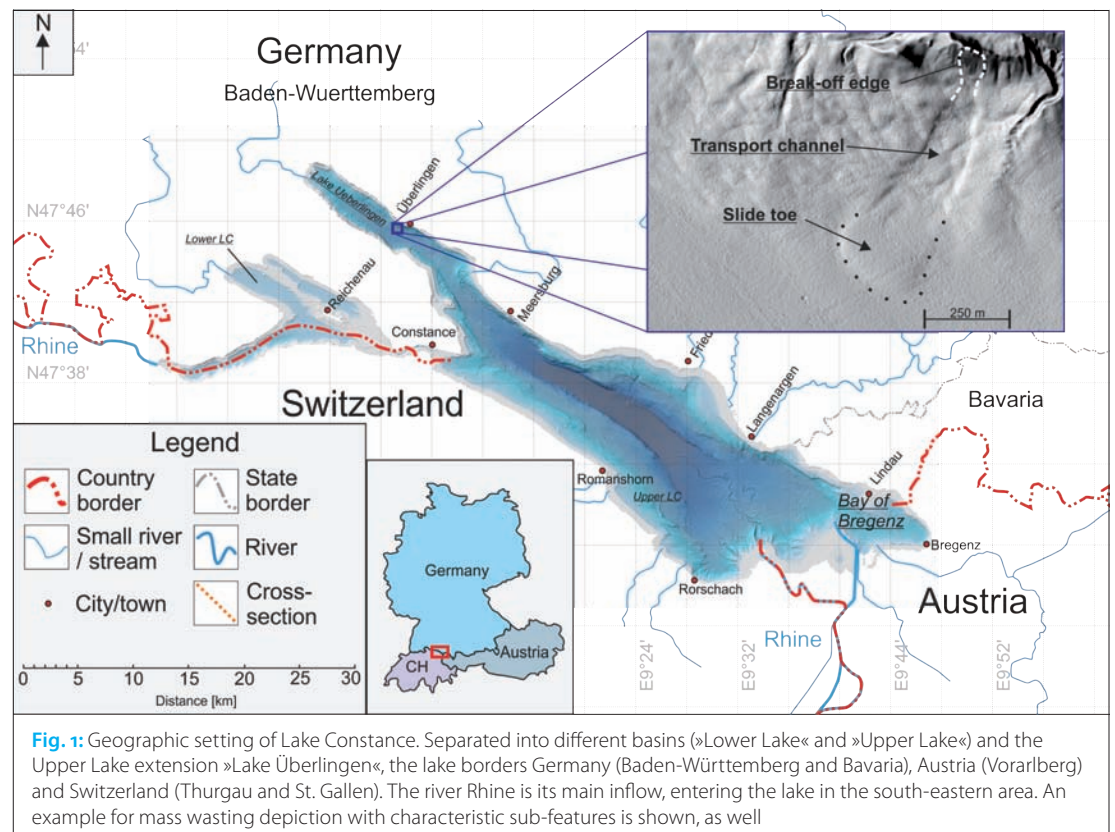 N
54'
Germany
Baden-Wuerttemberg
Break-off edge
Transport channel
Slide toe
250 m
N47°46'
Lake Ueberlingen
Überlingen
Lower LC
Reichenau
Meersburg
Constance
Rhine
N47°38'
Fried
Switzerland
Langenargen
Bavaria
Romanshorn
Upper LC
Lindau
Bay of
Bregenz
Bregenz
Rorschach
Austria
Rhine
E9°24'
E9°32'
E9°44'
E9°52'
Legend
Country
border
State
border
Small river
/ stream
River
City/town
Cross-
section
0 5 10 15 20 25 30
Distance [km]
Germany
CH
Austria
Fig. 1: Geographic setting of Lake Constance. Separated into different basins (»Lower Lake« and »Upper Lake«) and the
Upper Lake extension »Lake Überlingen«, the lake borders Germany (Baden-Württemberg and Bavaria), Austria (Vorarlberg)
and Switzerland (Thurgau and St. Gallen). The river Rhine is its main inflow, entering the lake in the south-eastern area. An
example for mass wasting depiction with characteristic sub-features is shown, as well